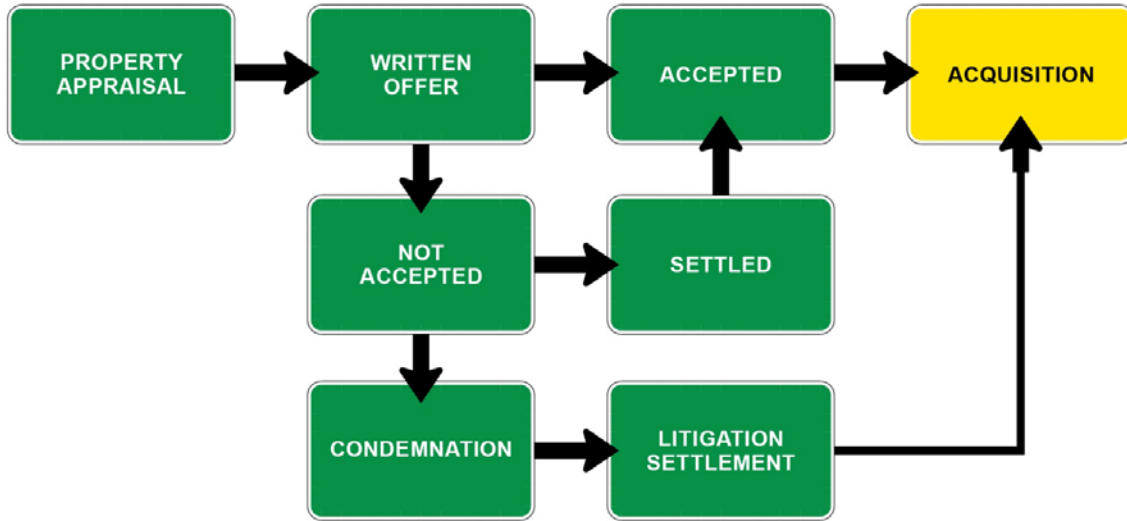 PROPERTY
APPRAISAL
WRITTEN
OFFER
ACCEPTED
ACQUISITION
NOT
ACCEPTED
SETTLED
CONDEMNATION
LITIGATION
SETTLEMENT